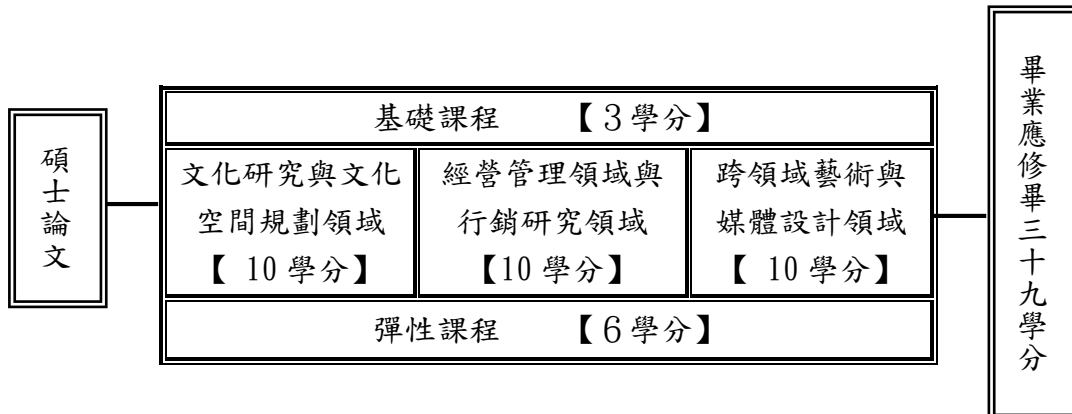 碩士論文
基礎課程 【3學分】
文化研究與文化
空間規劃領域
【 10 學分】
經營管理領域與
行銷研究領域
【10 學分】
跨領域藝術與
媒體設計領域
【 10 學分】
彈性課程 【6學分】
畢業應修畢三十九學分